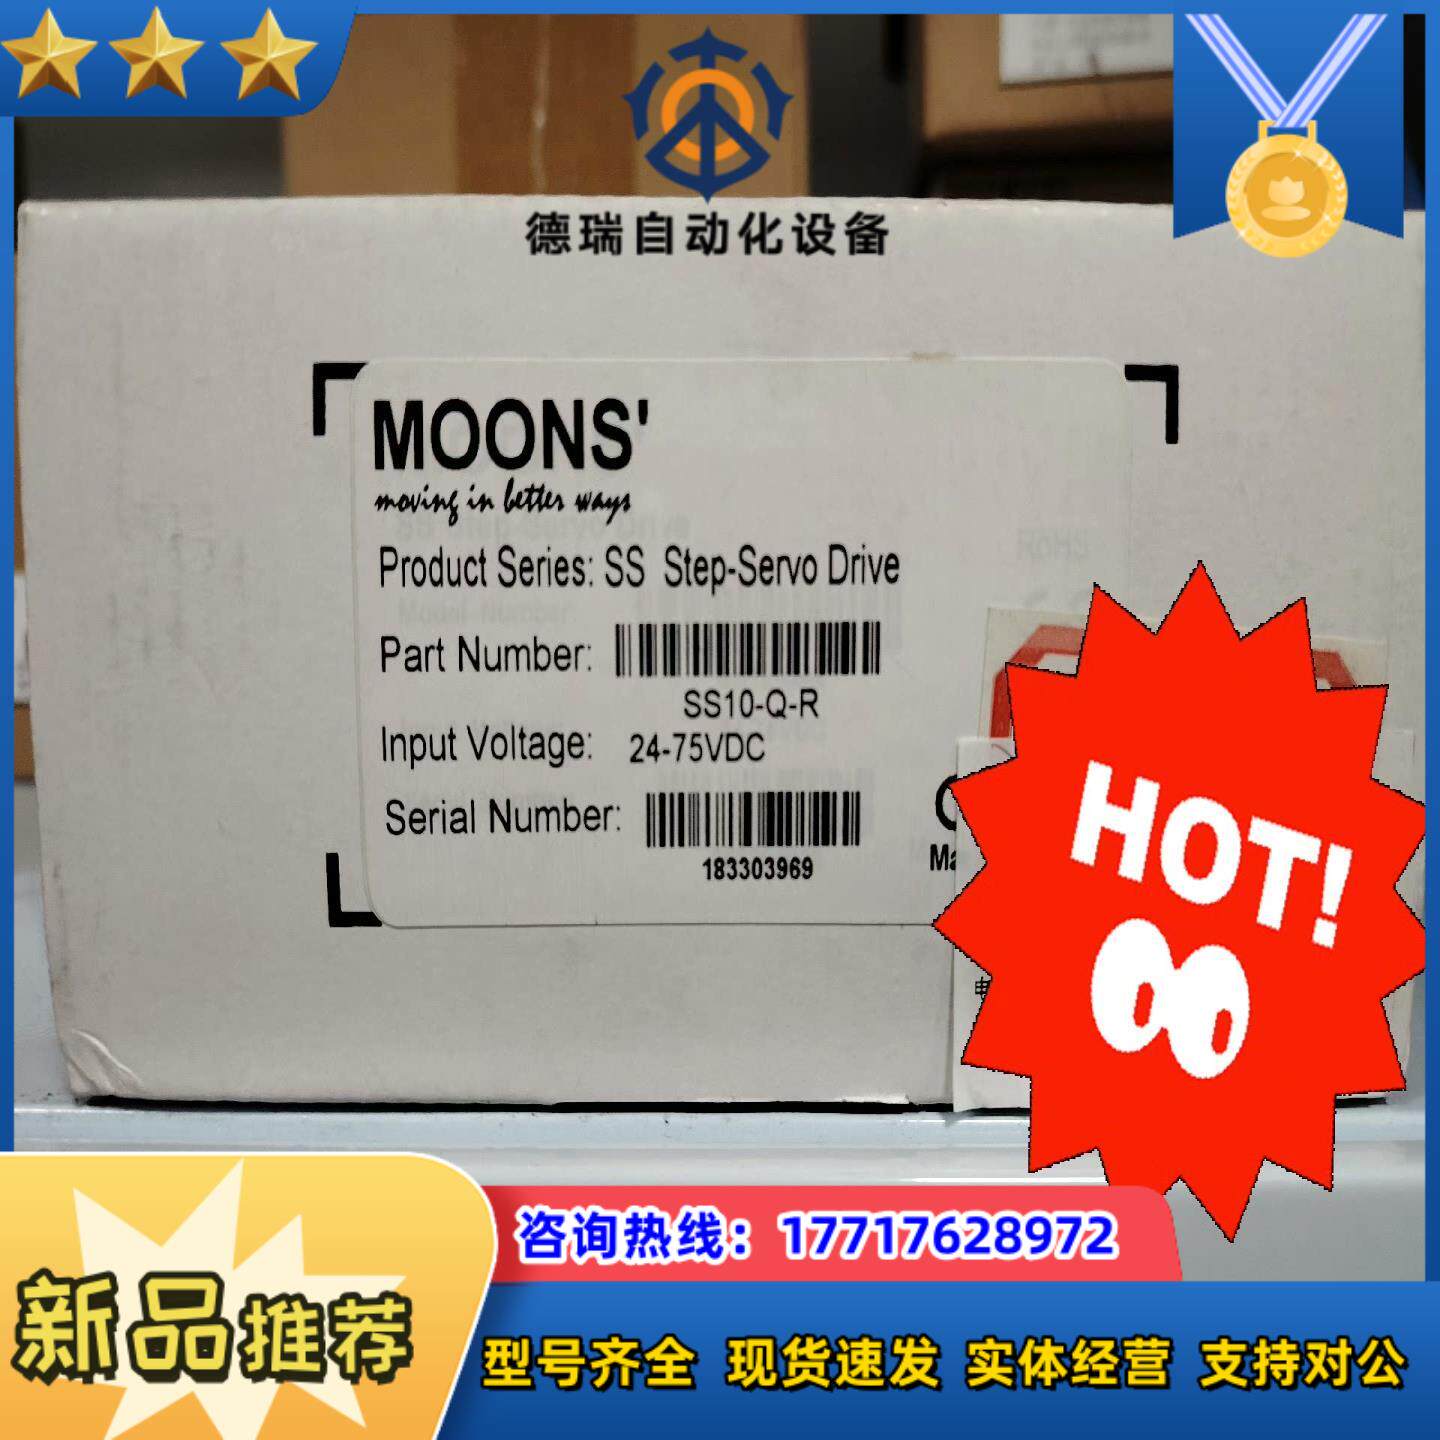 德瑞自动化设备
MOONS'
moving in better ways
Product Series: SS Step-Servo Drive
Part Number:
SS10-Q-R
Input Voltage: 24-75VDC
Serial Number:
183303969
Ma
HOT!
咨询热线：17717628972
新品推荐
型号齐全 现货速发 实体经营 支持对公